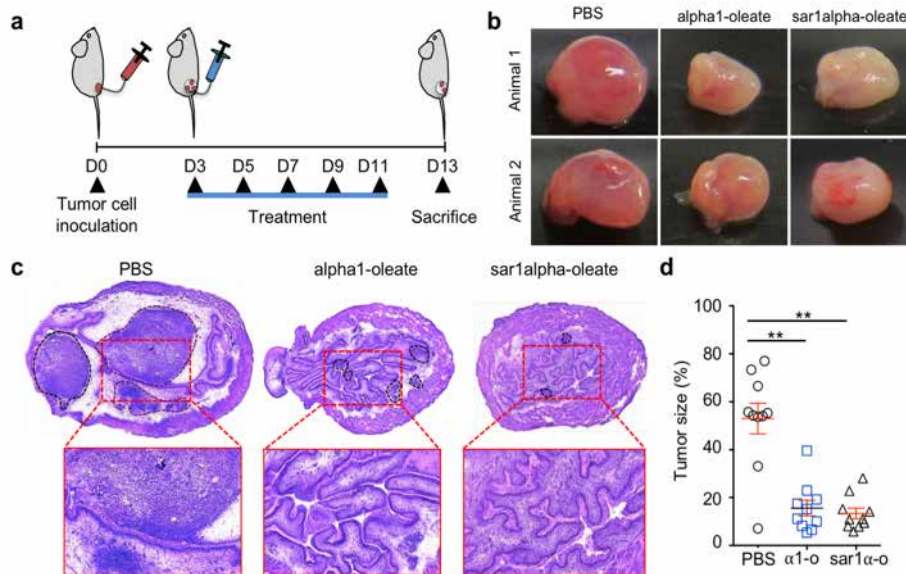 a
D0
D3
D5
D7
D9
D11
D13
Tumor cell
inoculation
Treatment
Sacrifice
b
PBS
alpha1-oleate
sar1alpha-oleate
Animal 1
Animal 2
c
PBS
alpha1-oleate
sar1alpha-oleate
d
Tumor size (%)
100
80
60
40
20
0
**
**
PBS
α1-o
sar1α-o